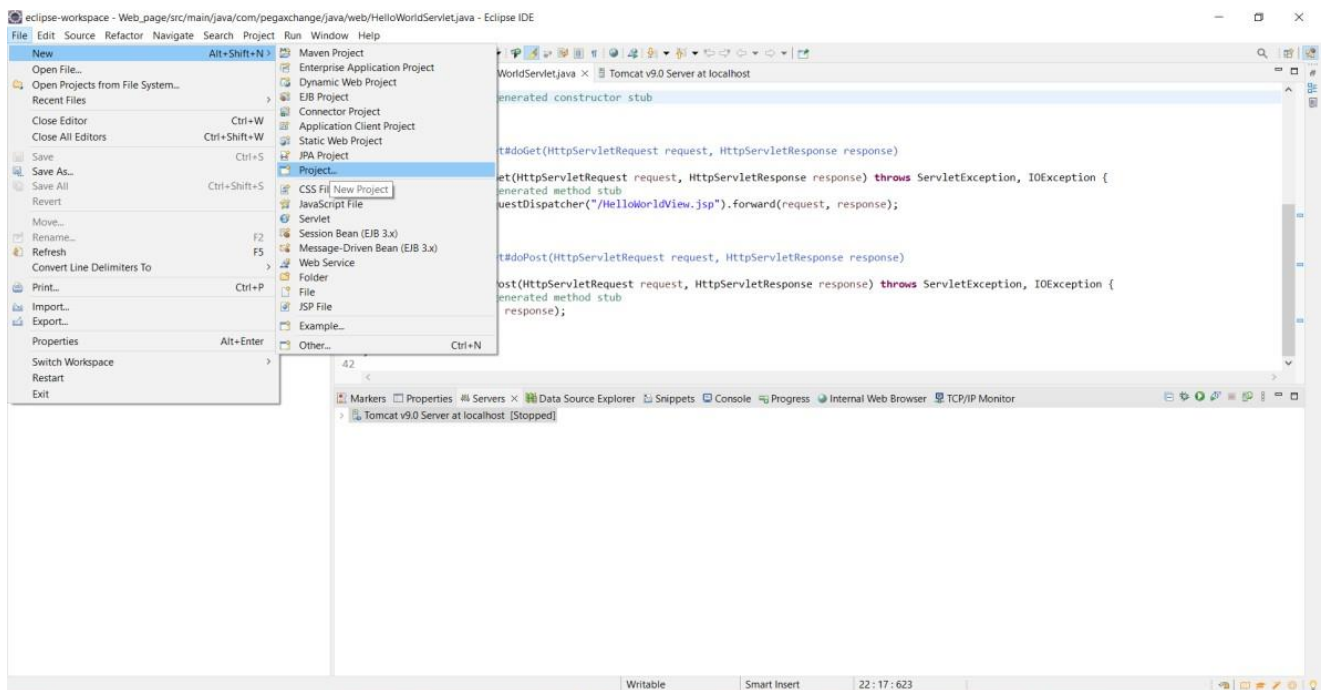 eclipse-workspace - Web_page/src/main/java/com/pegaxchange/java/web/HelloWorldServlet.java - Eclipse IDE
File Edit Source Refactor Navigate Search Project Run Window Help
New Alt+Shift+N >
Open File...
Open Projects from File System...
Recent Files >
Close Editor Ctrl+W
Close All Editors Ctrl+Shift+W
Save Ctrl+S
Save As...
Save All Ctrl+Shift+S
Revert
Move...
Rename... F2
Refresh F5
Convert Line Delimiters To >
Print... Ctrl+P
Import...
Export...
Properties Alt+Enter
Switch Workspace >
Restart
Exit
Maven Project
Enterprise Application Project
Dynamic Web Project
EJB Project
Connector Project
Application Client Project
Static Web Project
JPA Project
Project...
CSS Fil
New Project
JavaScript File
Servlet
Session Bean (EJB 3.x)
Message-Driven Bean (EJB 3.x)
Web Service
Folder
File
JSP File
Example...
Other... Ctrl+N
WorldServlet.java × Tomcat v9.0 Server at localhost
enerated constructor stub
t#doGet(HttpServletRequest request, HttpServletResponse response)
et(HttpServletRequest request, HttpServletResponse response) throws ServletException, IOException {
enerated method stub
uestDispatcher("/HelloWorldView.jsp").forward(request, response);
t#doPost(HttpServletRequest request, HttpServletResponse response)
ost(HttpServletRequest request, HttpServletResponse response) throws ServletException, IOException {
enerated method stub
response);
42
Markers Properties Servers × Data Source Explorer Snippets Console Progress Internal Web Browser TCP/IP Monitor
> Tomcat v9.0 Server at localhost [Stopped]
Writable Smart Insert 22 : 17 : 623